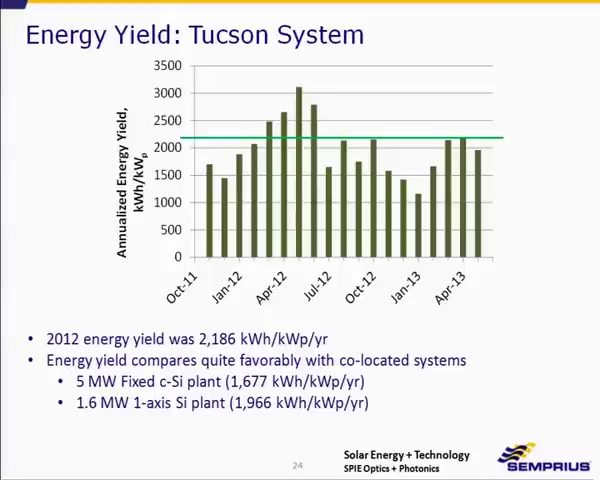 Energy Yield: Tucson System
3500
3000
2500
2000
1500
1000
500
0
Annualized Energy Yield,
kWh/kWp
Oct-11
Jan-12
Apr-12
Jul-12
Oct-12
Jan-13
Apr-13
• 2012 energy yield was 2,186 kWh/kWp/yr
• Energy yield compares quite favorably with co-located systems
• 5 MW Fixed c-Si plant (1,677 kWh/kWp/yr)
• 1.6 MW 1-axis Si plant (1,966 kWh/kWp/yr)
24
Solar Energy + Technology
SPIE Optics + Photonics
SEMPRIUS